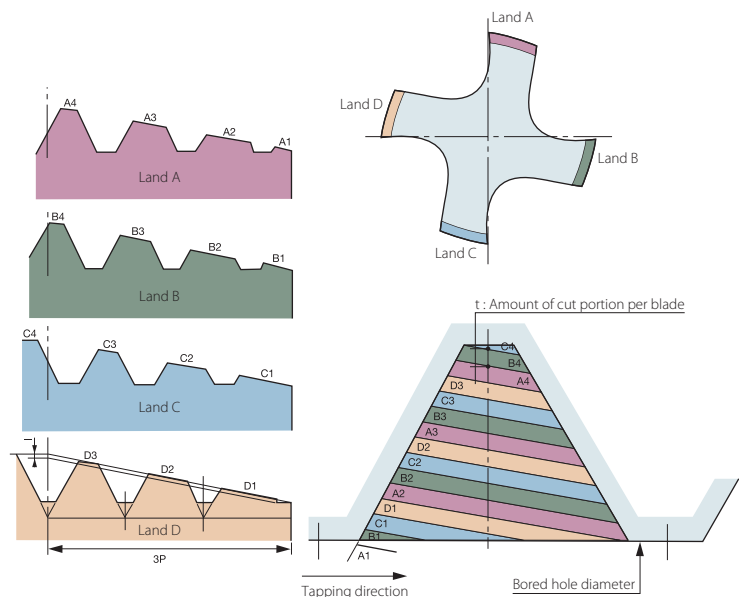 Land A
A4
A3
A2
A1
Land A
Land D
Land B
Land C
B4
B3
B2
B1
Land B
t : Amount of cut portion per blade
C4
C3
C2
C1
Land C
C4
B4
A4
D3
C3
B3
A3
D2
C2
B2
A2
D1
C1
B1
A1
D3
D2
D1
Land D
3P
Tapping direction
Bored hole diameter